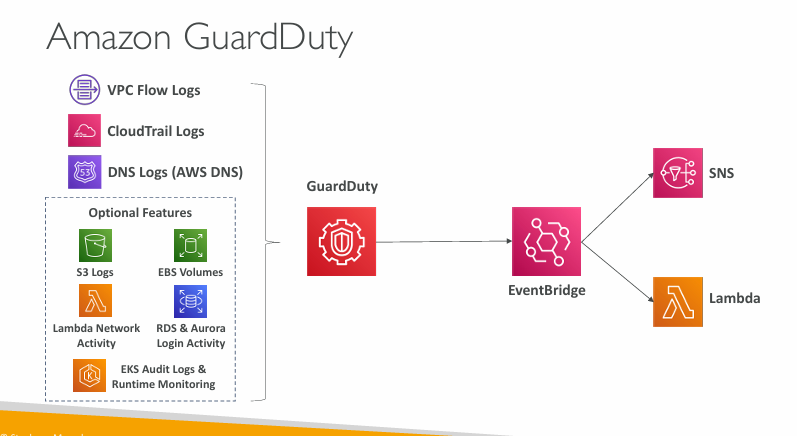 Amazon GuardDuty
VPC Flow Logs
CloudTrail Logs
53
DNS Logs (AWS DNS)
Optional Features
S3 Logs
EBS Volumes
Lambda Network
Activity
RDS & Aurora
Login Activity
K
EKS Audit Logs &
Runtime Monitoring
GuardDuty
EventBridge
SNS
Lambda